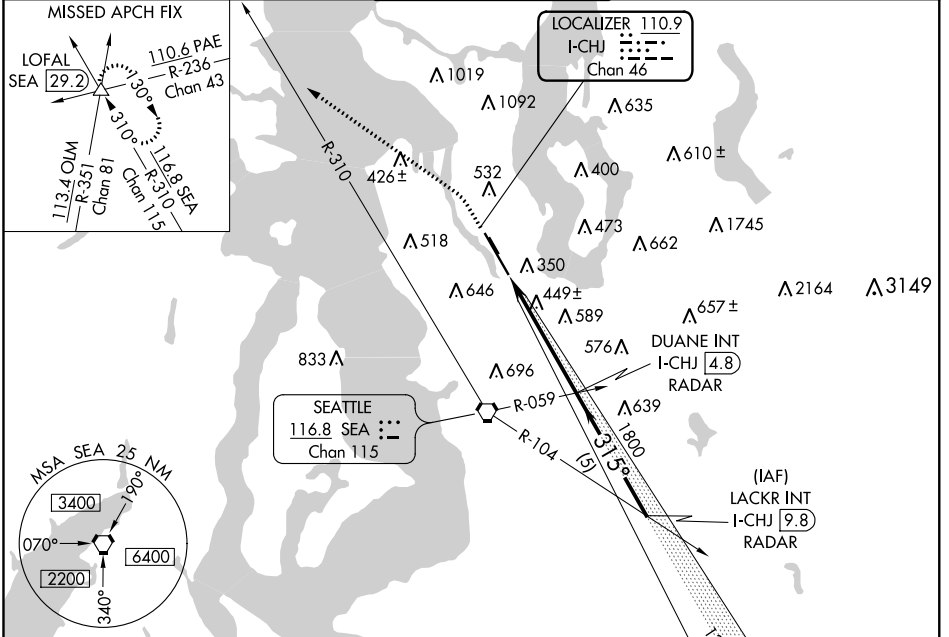 MISSED APCH FIX
LOFAL
SEA 29.2
110.6 PAE
R-236
Chan 43
130°
310°
113.4 OLM
R-351
Chan 81
116.8 SEA
R-310
Chan 115
LOCALIZER 110.9
I-CHJ
Chan 46
1019
1092
635
610±
R-310
426±
532
400
518
473
662
1745
350
646
449±
589
657±
2164
3149
833
576
696
DUANE INT
I-CHJ 4.8
RADAR
SEATTLE
116.8 SEA
Chan 115
R-059
639
R-104
1800
315°
(5)
(IAF)
LACKR INT
I-CHJ 9.8
RADAR
MSA SEA 25 NM
3400
190°
070°
6400
2200
340°